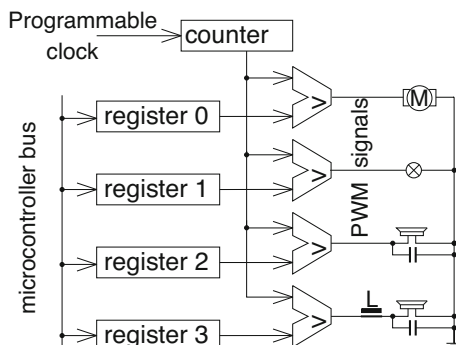 Programmable
clock
counter
register 0
register 1
register 2
register 3
microcontroller bus
>
>
>
>
PWM signals
M
L